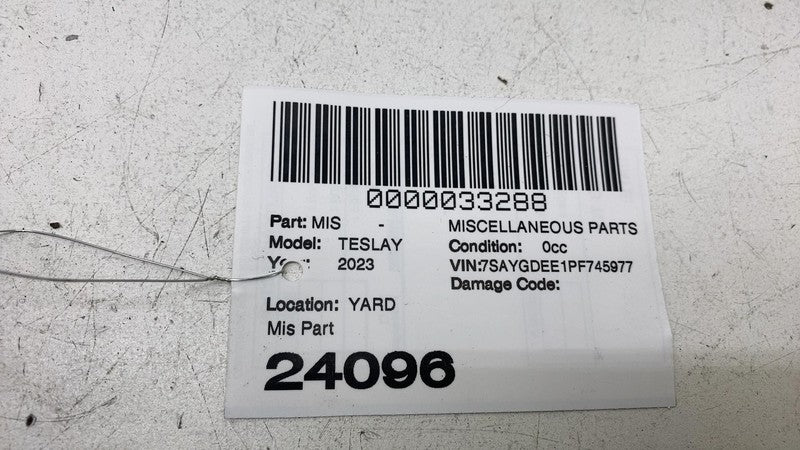 0000033288
Part: MIS - MISCELLANEOUS PARTS
Model: TESLAY Condition: 0cc
2023 VIN:7SAYGDEE1PF745977
Damage Code:
Location: YARD
Mis Part
24096